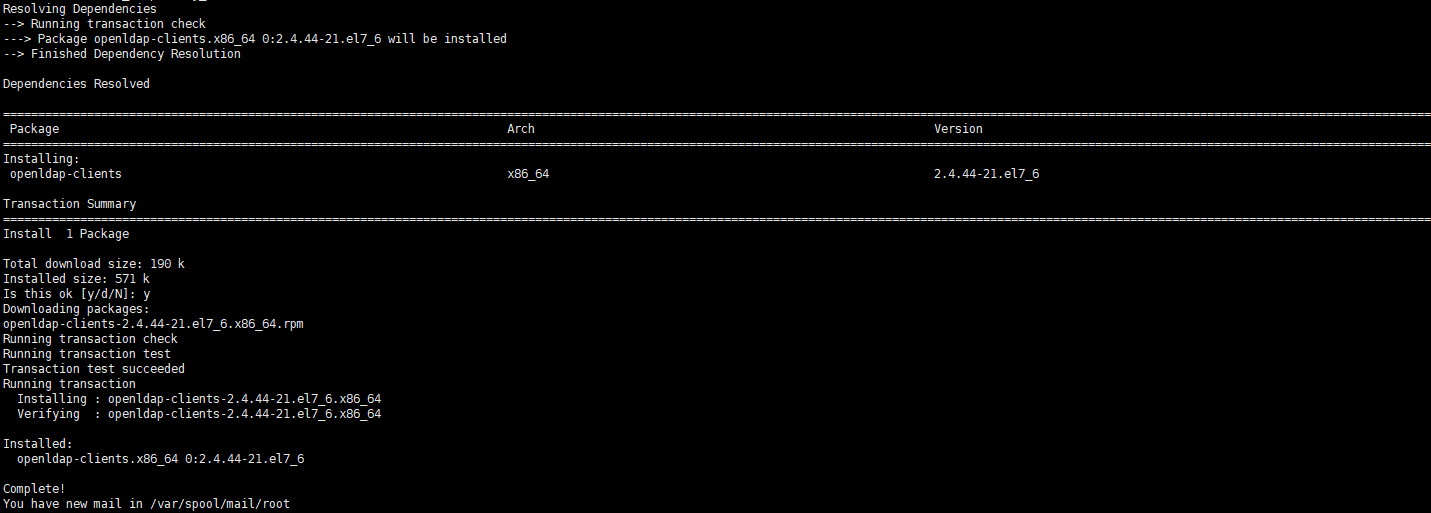 Resolving Dependencies
--> Running transaction check
---> Package openldap-clients.x86_64 0:2.4.44-21.el7_6 will be installed
--> Finished Dependency Resolution
Dependencies Resolved
Package Arch Version
Installing:
openldap-clients x86_64 2.4.44-21.el7_6
Transaction Summary
Install  1 Package
Total download size: 190 k
Installed size: 571 k
Is this ok [y/d/N]: y
Downloading packages:
openldap-clients-2.4.44-21.el7_6.x86_64.rpm
Running transaction check
Running transaction test
Transaction test succeeded
Running transaction
  Installing : openldap-clients-2.4.44-21.el7_6.x86_64
  Verifying  : openldap-clients-2.4.44-21.el7_6.x86_64
Installed:
  openldap-clients.x86_64 0:2.4.44-21.el7_6
Complete!
You have new mail in /var/spool/mail/root